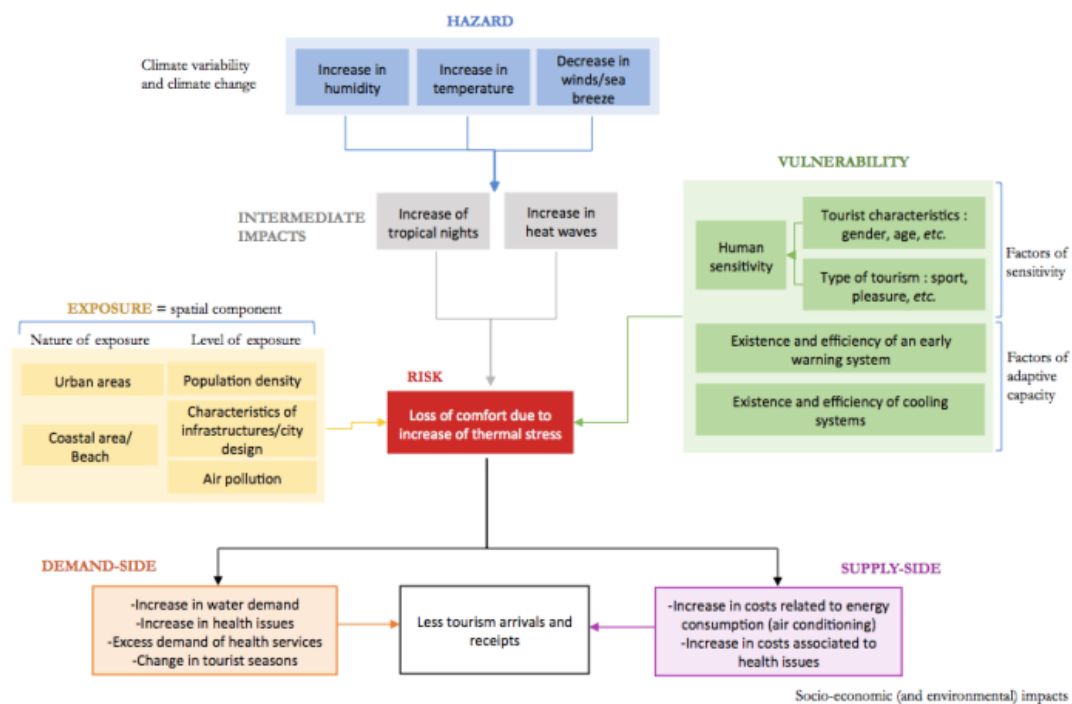 HAZARD
Climate variability
and climate change
Increase in
humidity
Increase in
temperature
Decrease in
winds/sea
breeze
VULNERABILITY
INTERMEDIATE
IMPACTS
Increase of
tropical nights
Increase in
heat waves
Human
sensitivity
Tourist characteristics :
gender, age, etc.
Type of tourism : sport,
pleasure, etc.
Factors of
sensitivity
Existence and efficiency of an early
warning system
Existence and efficiency of cooling
systems
Factors of
adaptive
capacity
EXPOSURE = spatial component
Nature of exposure
Level of exposure
Urban areas
Population density
Coastal area/
Beach
Characteristics of
infrastructures/city
design
Air pollution
RISK
Loss of comfort due to
increase of thermal stress
DEMAND-SIDE
-Increase in water demand
-Increase in health issues
-Excess demand of health services
-Change in tourist seasons
Less tourism arrivals and
receipts
SUPPLY-SIDE
-Increase in costs related to energy
consumption (air conditioning)
-Increase in costs associated to
health issues
Socio-economic (and environmental) impacts